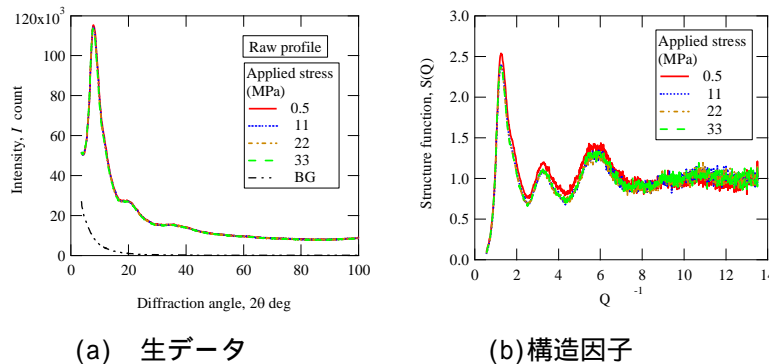 120x10³
100
80
60
40
20
0
Intensity, I count
Raw profile
Applied stress
(MPa)
0.5
11
22
33
BG
0
20
40
60
80
100
Diffraction angle, 2θ deg
(a) 生データ
3.0
2.5
2.0
1.5
1.0
0.5
0.0
Structure function, S(Q)
Applied stress
(MPa)
0.5
11
22
33
0
2
4
6
8
10
12
14
Q ⁻¹
(b)構造因子